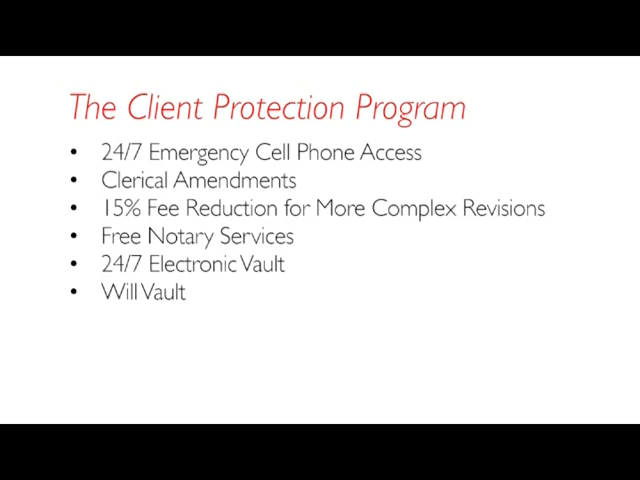 The Client Protection Program
• 24/7 Emergency Cell Phone Access
• Clerical Amendments
• 15% Fee Reduction for More Complex Revisions
• Free Notary Services
• 24/7 Electronic Vault
• Will Vault